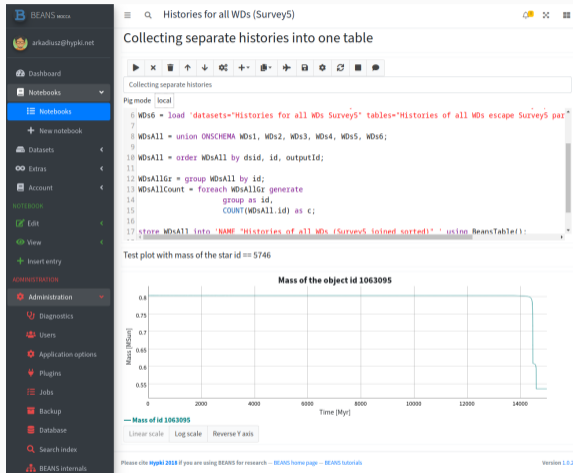 BEANS MOCCA
Histories for all WDs (Survey5)
arkadiusz@hypki.net
Dashboard
Notebooks
Notebooks
New notebook
Datasets
Extras
Account
NOTEBOOK
Edit
View
Insert entry
ADMINISTRATION
Administration
Diagnostics
Users
Application options
Plugins
Jobs
Backup
Database
Search index
BEANS internals
Collecting separate histories into one table
Collecting separate histories
Pig mode local
6 WDs6 = load 'datasets="Histories for all WDs Survey5" tables="Histories of all WDs escape Survey5 par
7
8 WDsAll = union ONSCHEMA WDs1, WDs2, WDs3, WDs4, WDs5, WDs6;
9
10 WDsAll = order WDsAll by dsid, id, outputId;
11
12 WDsAllGr = group WDsAll by id;
13 WDsAllCount = foreach WDsAllGr generate
14 group as id,
15 COUNT(WDsAll.id) as c;
16
17 store WDsAll into 'NAME "Histories of all WDs (Survey5 joined sorted)" ' using BeansTable();
Test plot with mass of the star id == 5746
Mass of the object id 1063095
Mass [MSun]
0.8
0.75
0.7
0.65
0.6
0.55
0 2000 4000 6000 8000 10000 12000 14000
Time [Myr]
Mass of id 1063095
Linear scale Log scale Reverse Y axis
Please cite Hypki 2018 if you are using BEANS for research -- BEANS home page -- BEANS tutorials
Version 1.0.2